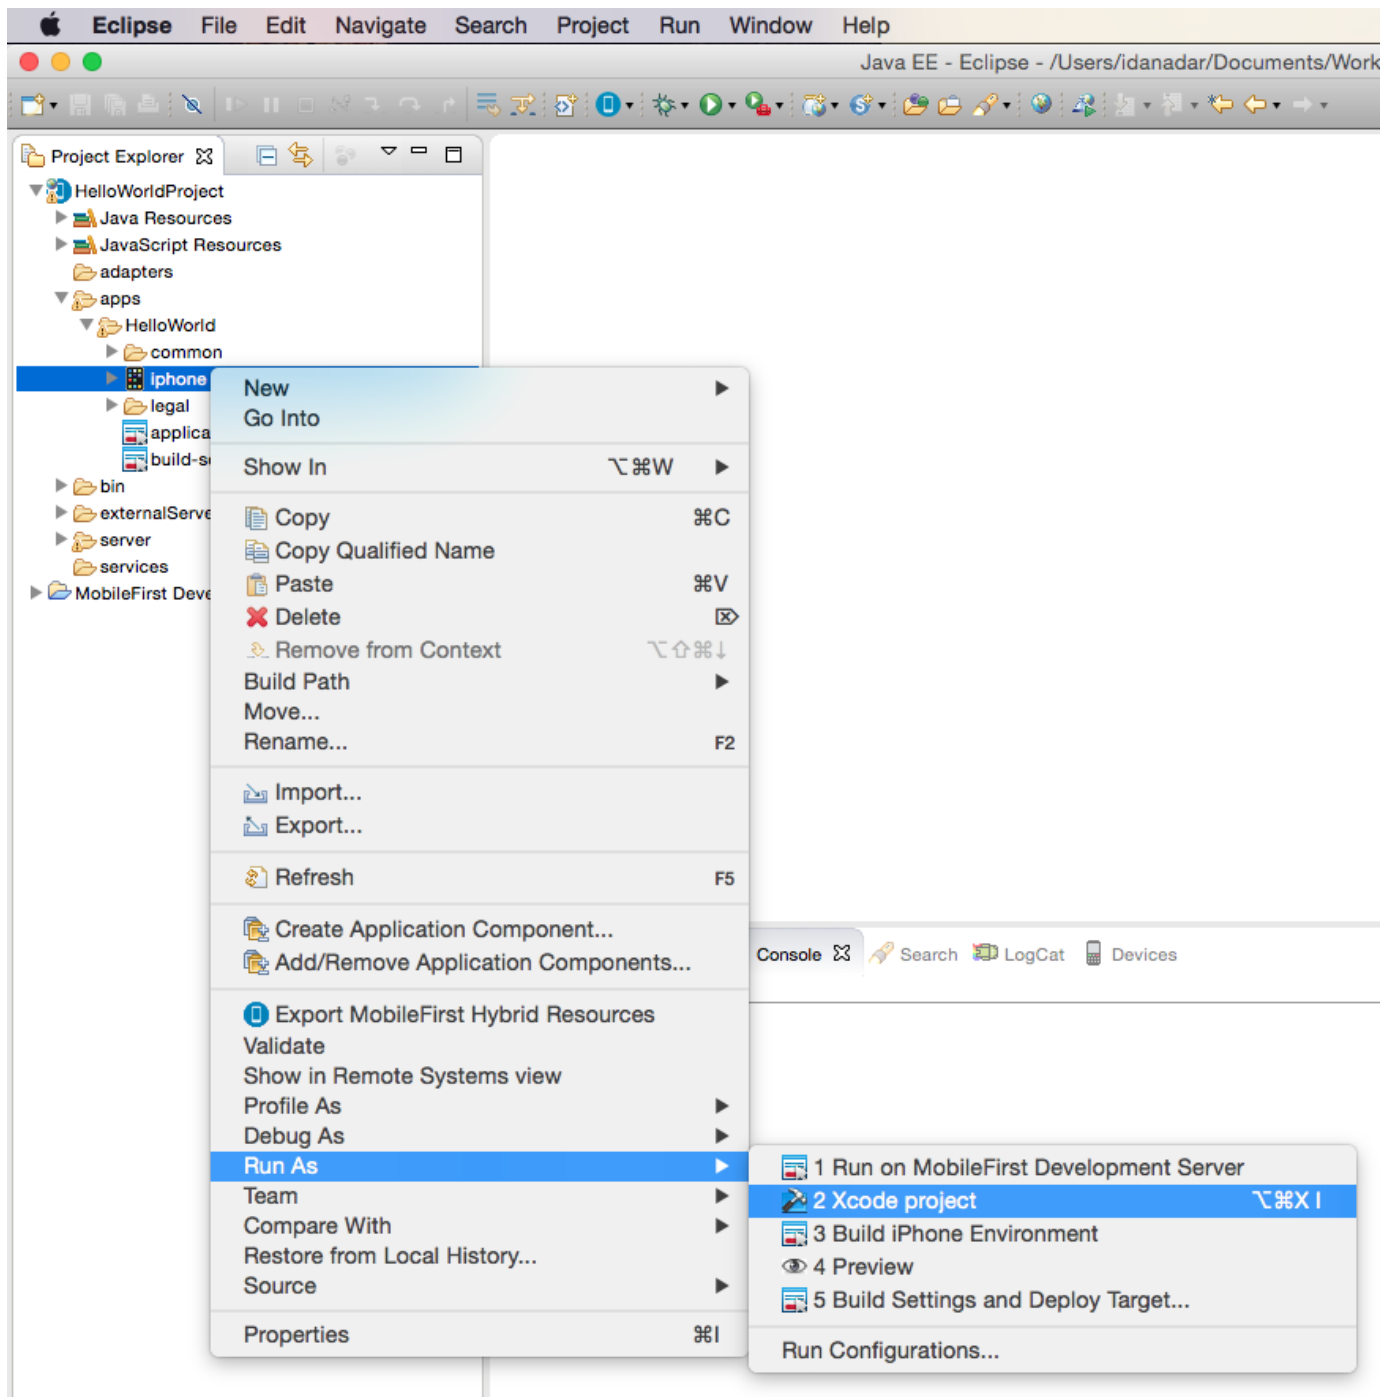 Eclipse File Edit Navigate Search Project Run Window Help
Java EE - Eclipse - /Users/idanadar/Documents/Work
Project Explorer
HelloWorldProject
Java Resources
JavaScript Resources
adapters
apps
HelloWorld
common
iphone
legal
applica
build-se
bin
externalServe
server
services
MobileFirst Deve
New
Go Into
Show In ⌥⌘W
Copy ⌘C
Copy Qualified Name
Paste ⌘V
Delete ⌦
Remove from Context ⌥⇧⌘↓
Build Path
Move...
Rename... F2
Import...
Export...
Refresh F5
Create Application Component...
Add/Remove Application Components...
Export MobileFirst Hybrid Resources
Validate
Show in Remote Systems view
Profile As
Debug As
Run As
Team
Compare With
Restore from Local History...
Source
Properties ⌘I
Console Search LogCat Devices
1 Run on MobileFirst Development Server
2 Xcode project ⌥⌘X I
3 Build iPhone Environment
4 Preview
5 Build Settings and Deploy Target...
Run Configurations...